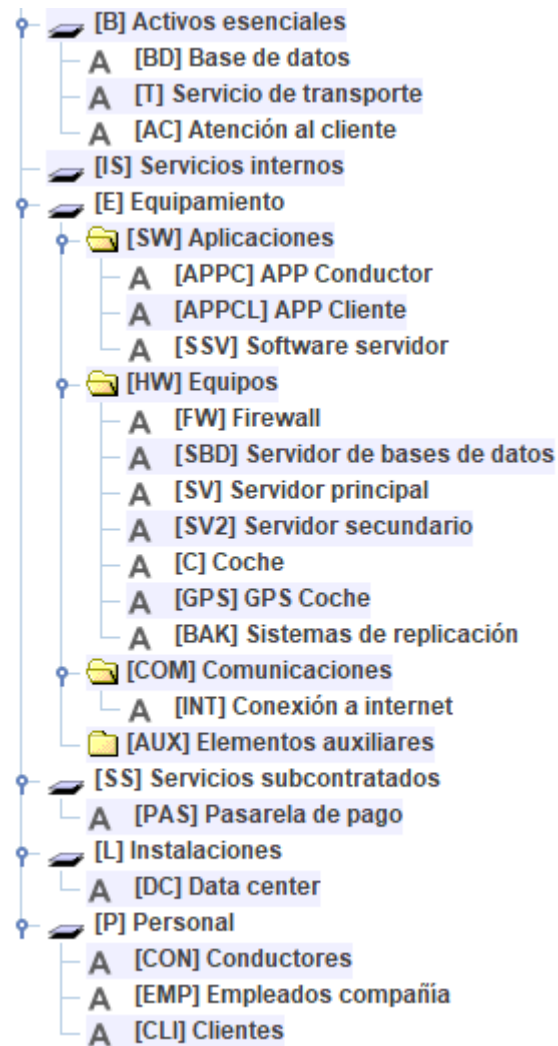 [B] Activos esenciales
A [BD] Base de datos
A [T] Servicio de transporte
A [AC] Atención al cliente
[IS] Servicios internos
[E] Equipamiento
[SW] Aplicaciones
A [APPC] APP Conductor
A [APPCL] APP Cliente
A [SSV] Software servidor
[HW] Equipos
A [FW] Firewall
A [SBD] Servidor de bases de datos
A [SV] Servidor principal
A [SV2] Servidor secundario
A [C] Coche
A [GPS] GPS Coche
A [BAK] Sistemas de replicación
[COM] Comunicaciones
A [INT] Conexión a internet
[AUX] Elementos auxiliares
[SS] Servicios subcontratados
A [PAS] Pasarela de pago
[L] Instalaciones
A [DC] Data center
[P] Personal
A [CON] Conductores
A [EMP] Empleados compañía
A [CLI] Clientes